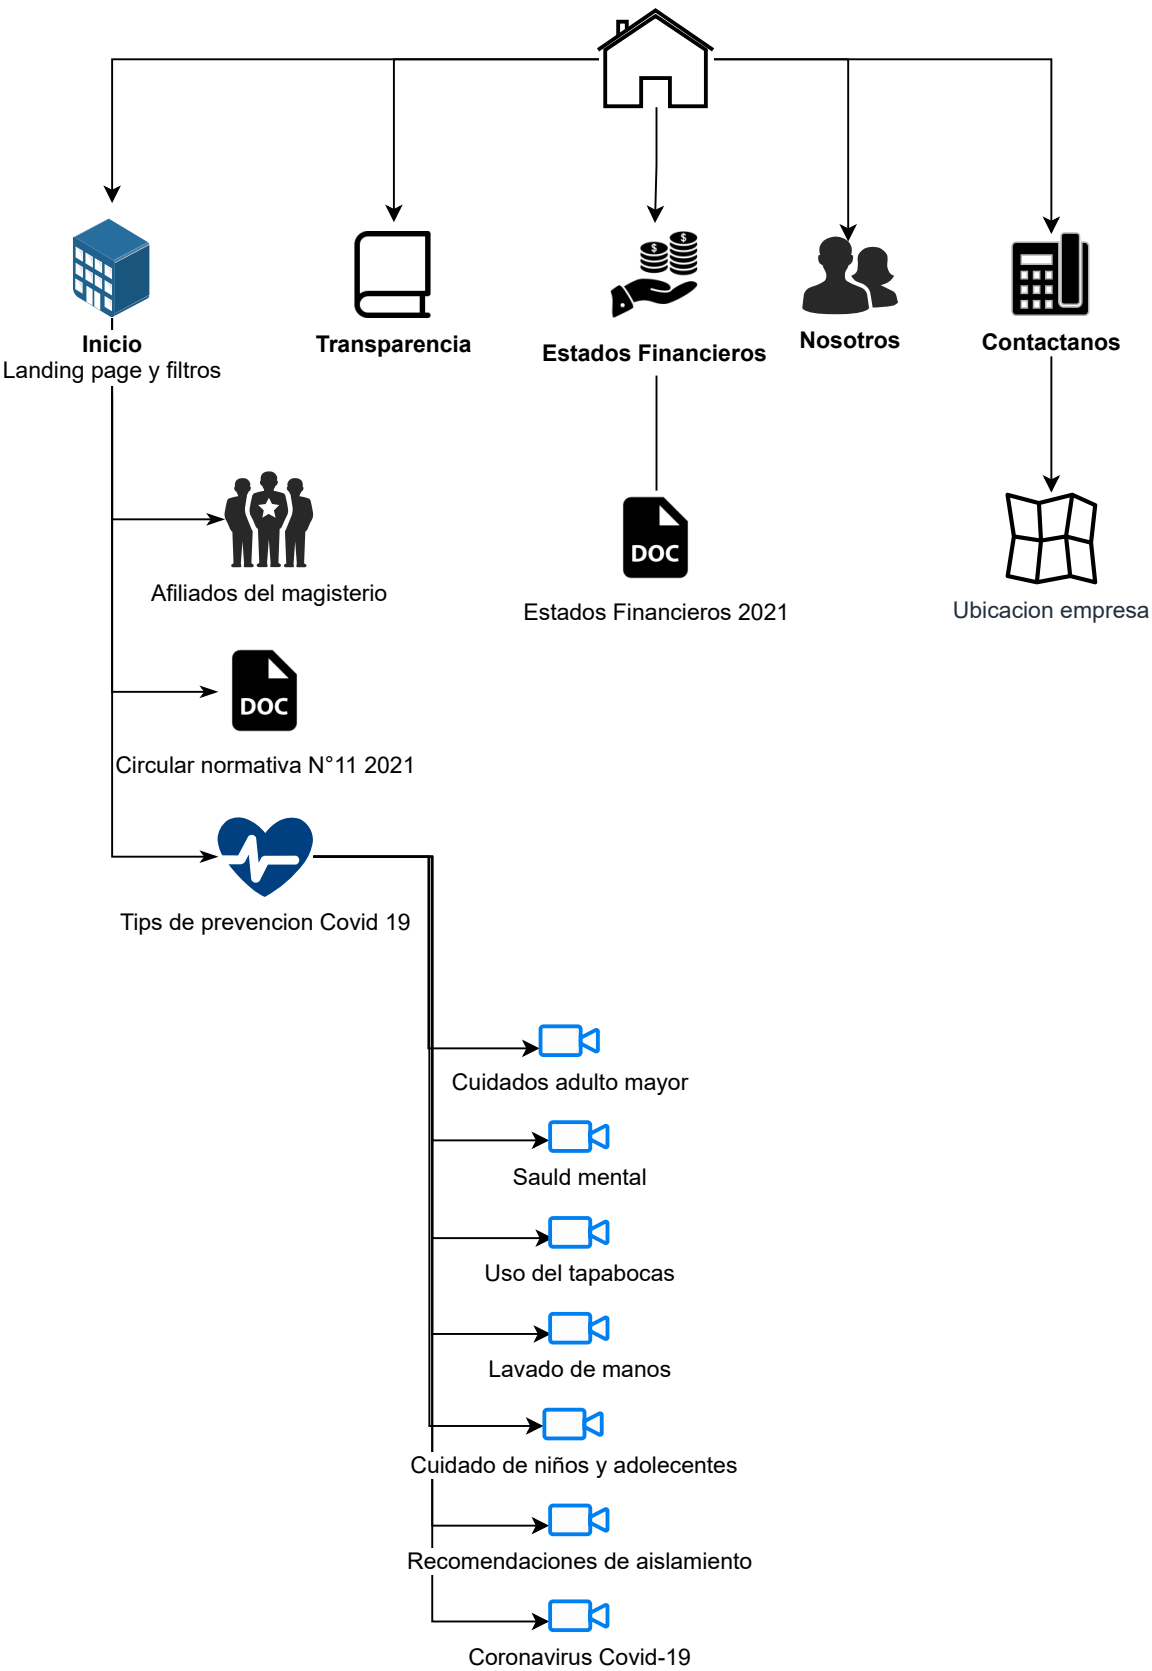 Inicio
Landing page y filtros
Transparencia
$ $
Estados Financieros
Nosotros
Contactanos
Afiliados del magisterio
DOC
Estados Financieros 2021
Ubicacion empresa
DOC
Circular normativa N°11 2021
Tips de prevencion Covid 19
Cuidados adulto mayor
Sauld mental
Uso del tapabocas
Lavado de manos
Cuidado de niños y adolecentes
Recomendaciones de aislamiento
Coronavirus Covid-19